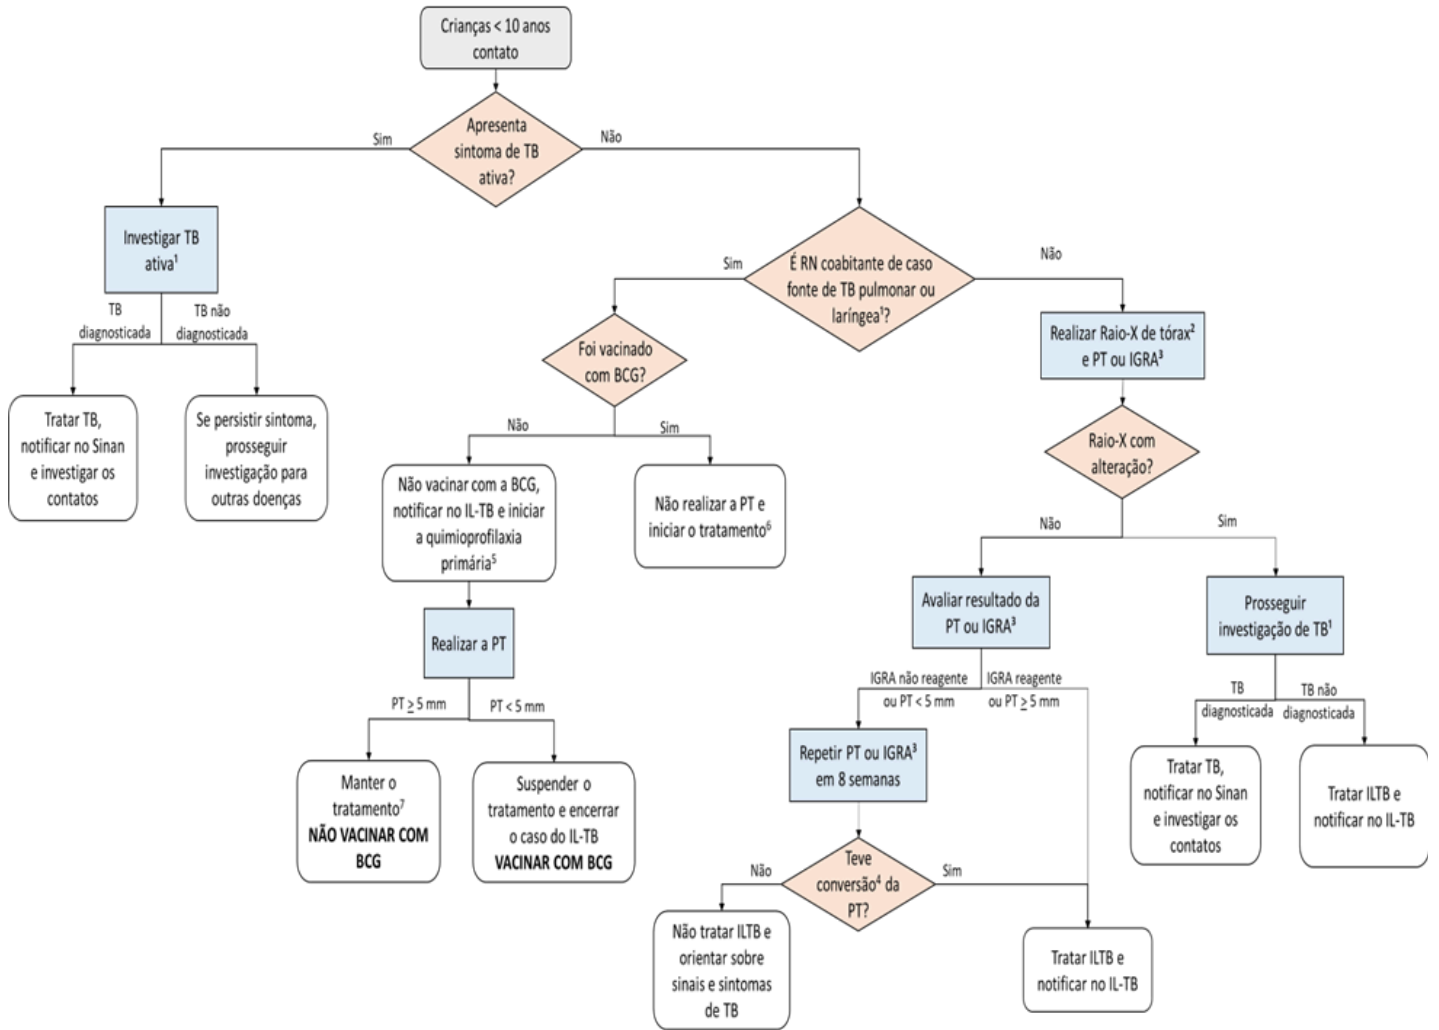 Crianças < 10 anos
contato
Apresenta
sintoma de TB
ativa?
Sim
Não
Investigar TB
ativa¹
TB
diagnosticada
TB não
diagnosticada
Tratar TB,
notificar no Sinan
e investigar os
contatos
Se persistir sintoma,
prosseguir
investigação para
outras doenças
É RN coabitante de caso
fonte de TB pulmonar ou
laríngea¹?
Sim
Não
Foi vacinado
com BCG?
Não
Sim
Não vacinar com a BCG,
notificar no IL-TB e iniciar
a quimioprofilaxia
primária⁵
Não realizar a PT e
iniciar o tratamento⁶
Realizar a PT
PT ≥ 5 mm
PT < 5 mm
Manter o
tratamento⁷
NÃO VACINAR COM
BCG
Suspender o
tratamento e encerrar
o caso do IL-TB
VACINAR COM BCG
Realizar Raio-X de tórax²
e PT ou IGRA³
Raio-X com
alteração?
Não
Sim
Avaliar resultado da
PT ou IGRA³
IGRA não reagente
ou PT < 5 mm
IGRA reagente
ou PT ≥ 5 mm
Repetir PT ou IGRA³
em 8 semanas
Teve
conversão⁴ da
PT?
Não
Sim
Não tratar ILTB e
orientar sobre
sinais e sintomas
de TB
Tratar ILTB e
notificar no IL-TB
Prosseguir
investigação de TB¹
TB
diagnosticada
TB não
diagnosticada
Tratar TB,
notificar no Sinan
e investigar os
contatos
Tratar ILTB e
notificar no IL-TB